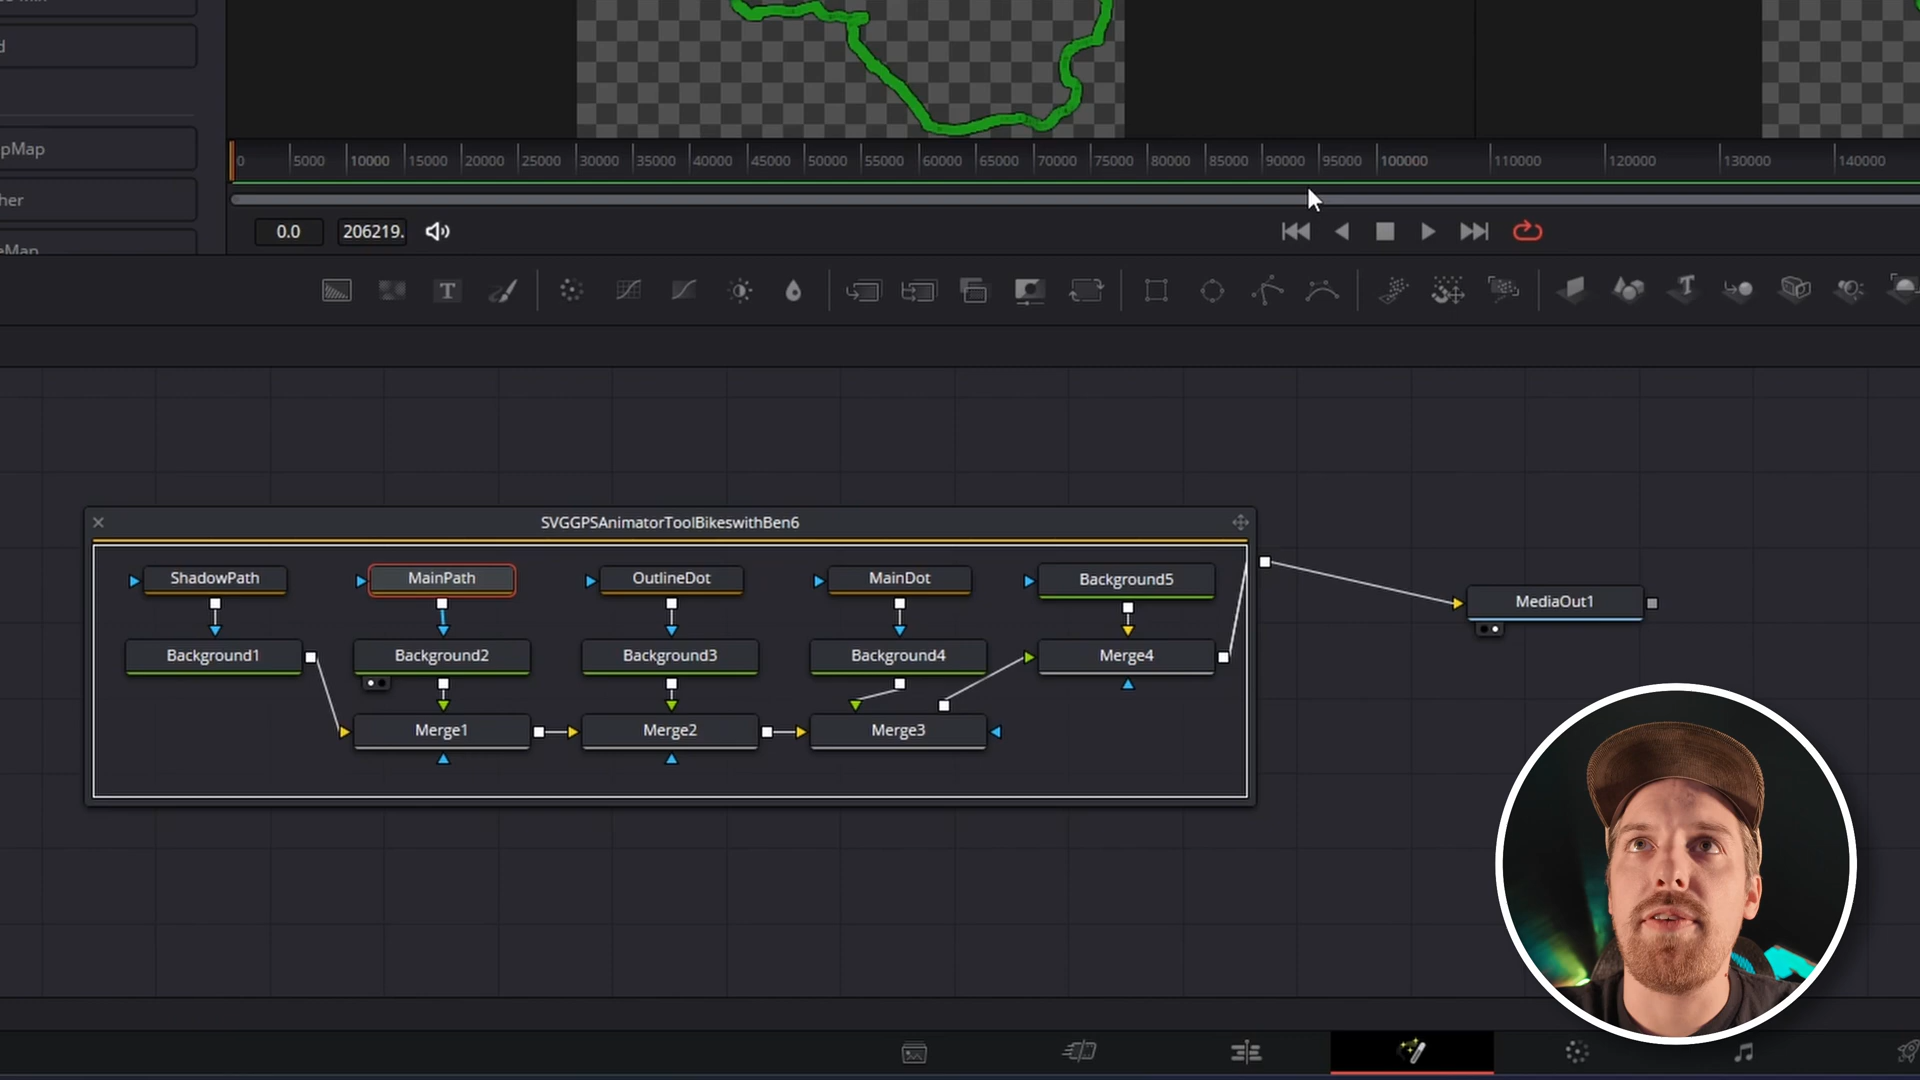 d
pMap
her
eMap
0 5000 10000 15000 20000 25000 30000 35000 40000 45000 50000 55000 60000 65000 70000 75000 80000 85000 90000 95000 100000 110000 120000 130000 140000
0.0 206219.
T
T
SVGGPSAnimatorToolBikeswithBen6
ShadowPath MainPath OutlineDot MainDot Background5
MediaOut1
Background1 Background2 Background3 Background4 Merge4
Merge1 Merge2 Merge3